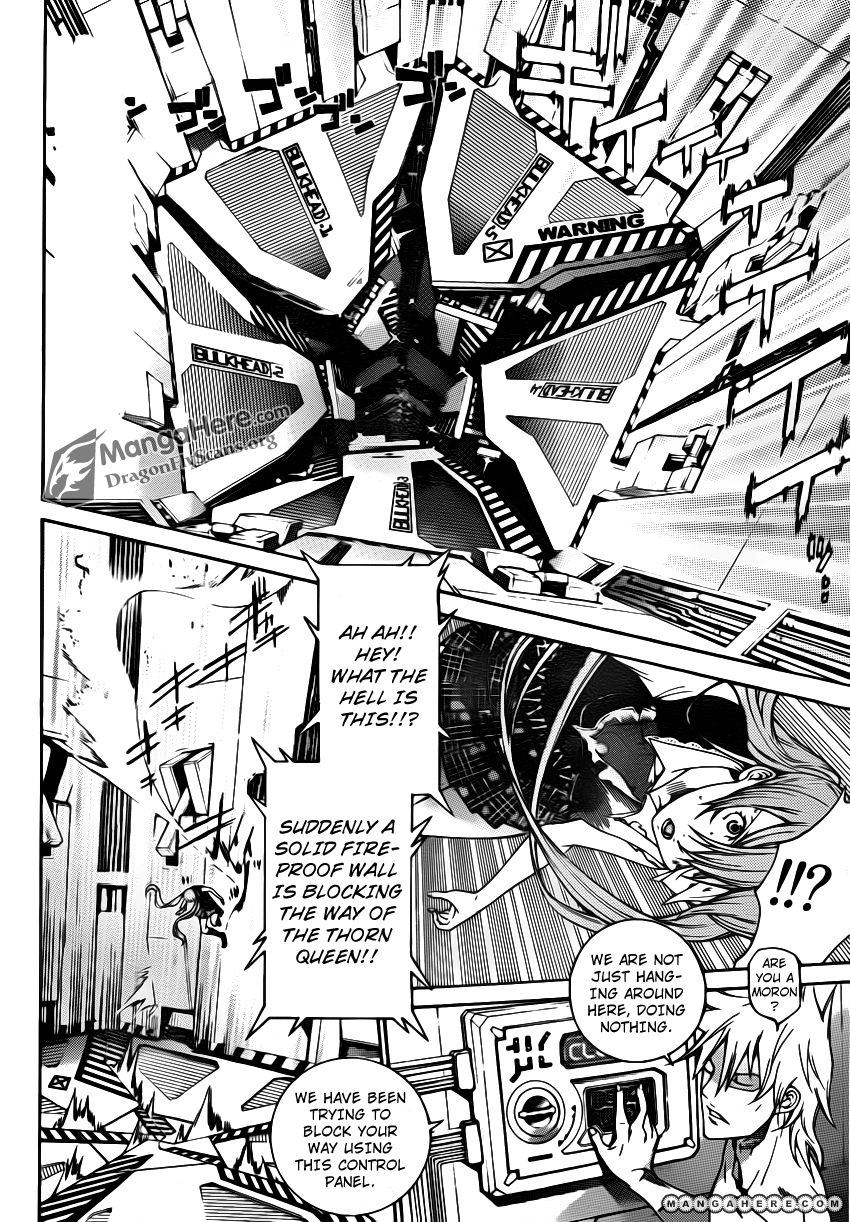 BULKHEAD-1
BULKHEAD-5
WARNING
BULKHEAD-2
BULKHEAD-4
BULKHEAD-3
MangaHere.com
DragonFlyScans.org
AH AH!!
HEY!
WHAT THE
HELL IS
THIS!!?
SUDDENLY A
SOLID FIRE-
PROOF WALL
IS BLOCKING
THE WAY OF
THE THORN
QUEEN!!
!!?
ARE
YOU A
MORON
?
WE ARE NOT
JUST HANG-
ING AROUND
HERE, DOING
NOTHING.
WE HAVE BEEN
TRYING TO
BLOCK YOUR
WAY USING
THIS CONTROL
PANEL.
MANGAHERE.COM